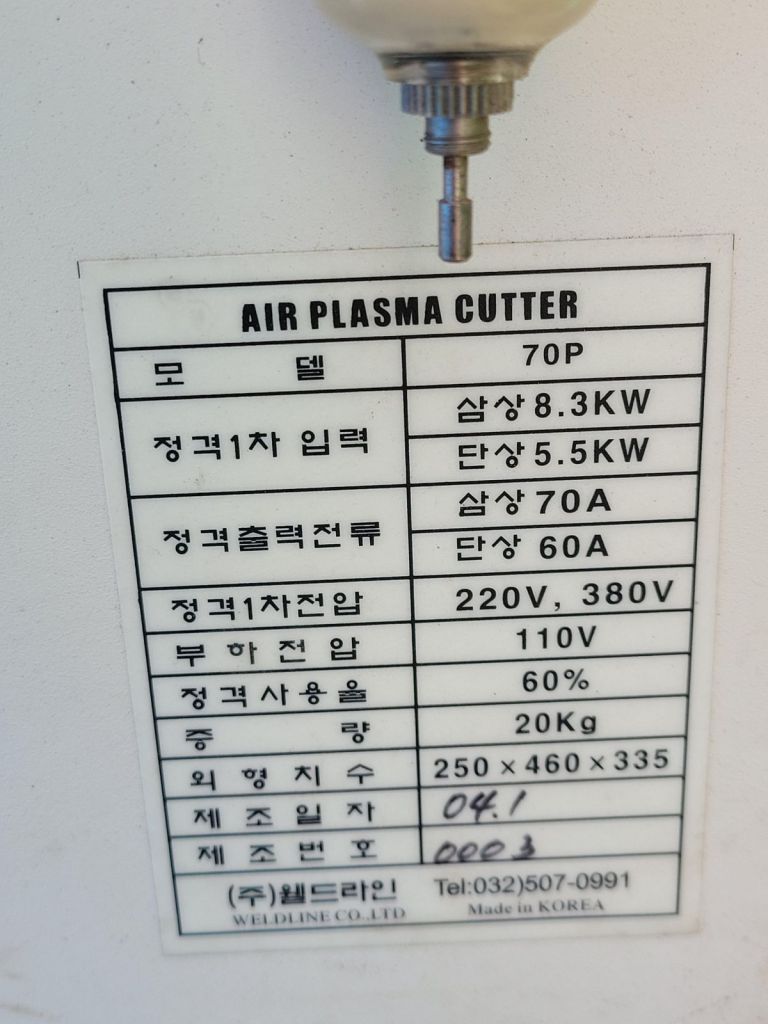 AIR PLASMA CUTTER
모 델 70P
정격1차 입력 삼상 8.3KW
단상 5.5KW
정격출력전류 삼상 70A
단상 60A
정격1차전압 220V, 380V
부하전압 110V
정격사용율 60%
중 량 20Kg
외형치수 250 × 460 × 335
제조일자 04.1
제조번호 0003
(주)웰드라인 Tel:032)507-0991
WELDLINE CO.,LTD Made in KOREA